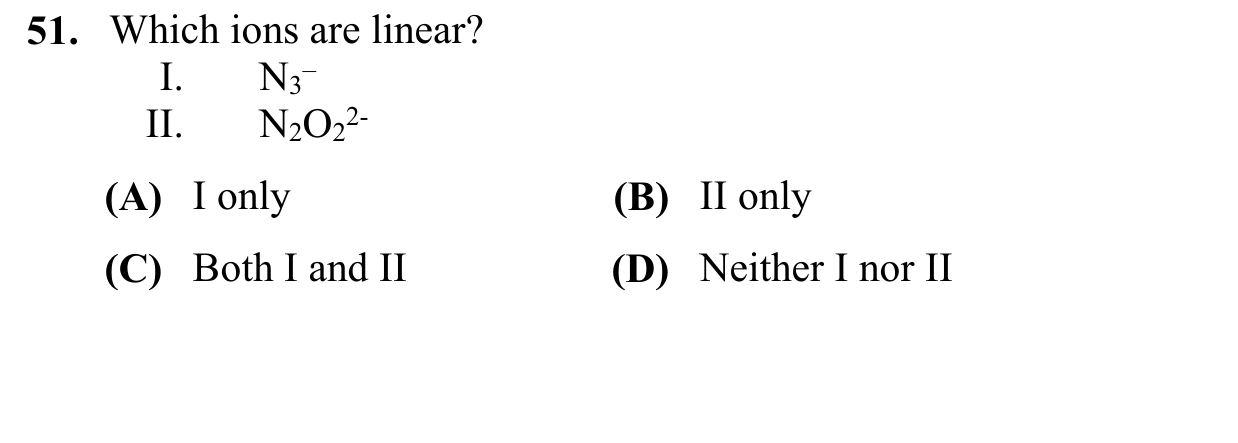 51. Which ions are linear?
I. N₃⁻
II. N₂O₂²⁻
(A) I only (B) II only
(C) Both I and II (D) Neither I nor II